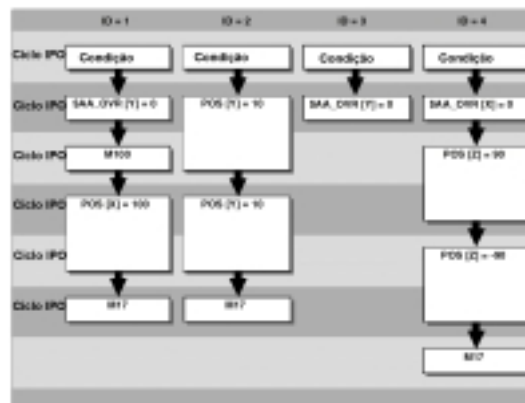 ID = 1 ID = 2 ID = 3 ID = 4
Ciclo IPO Condição Condição Condição Condição
Ciclo IPO POS [Y] = 10
Ciclo IPO M100 POS [Z] = 90
Ciclo IPO POS [X] = 100 POS [Y] = 10
Ciclo IPO POS [Z] = -90
Ciclo IPO M17 M17
M17